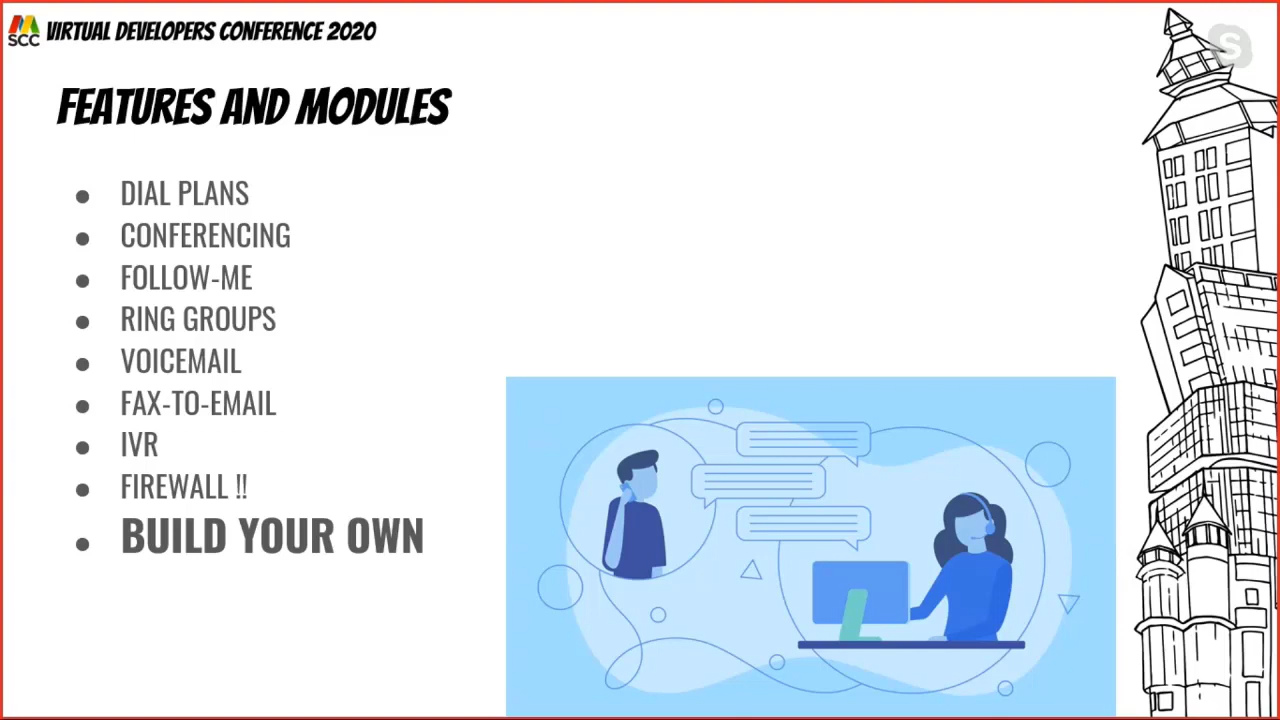 SCC VIRTUAL DEVELOPERS CONFERENCE 2020
S
FEATURES AND MODULES
● DIAL PLANS
● CONFERENCING
● FOLLOW-ME
● RING GROUPS
● VOICEMAIL
● FAX-TO-EMAIL
● IVR
● FIREWALL !!
● BUILD YOUR OWN